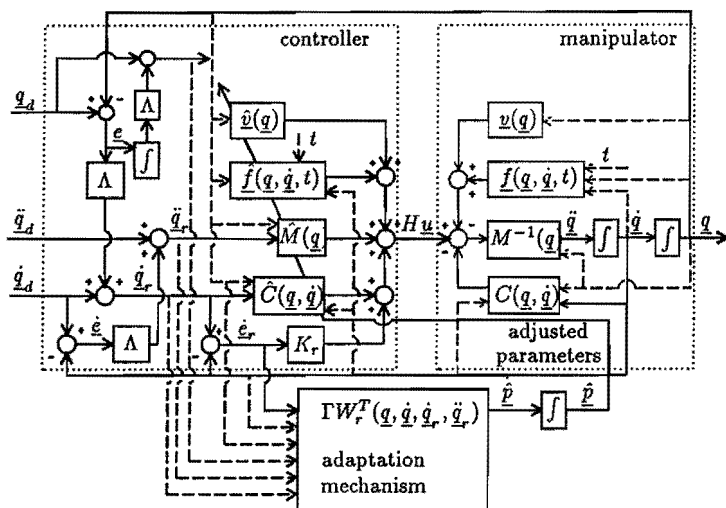 controller
manipulator
q_d
+
-
Λ
e
∫
Λ
v̂(q)
v(q)
t
f̂(q, q̇, t)
f(q, q̇, t)
t
+
+
+
+
-
q̈_d
+
+
q̈_r
M̂(q
+
+
+
Hu
+
-
-
M⁻¹(q)
q̈
∫
q̇
∫
q
q̇_d
+
+
q̇_r
Ĉ(q, q̇)
+
+
C(q, q̇)
+
-
ė
Λ
+
-
ė_r
K_r
adjusted
parameters
ΓW_r^T(q, q̇, q̇_r, q̈_r)
p̂̇
∫
p̂
adaptation
mechanism